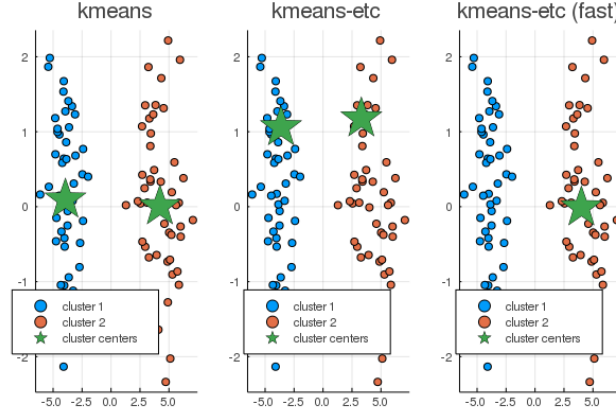 kmeans
2
1
0
-1
-2
-5.0 -2.5 0.0 2.5 5.0
cluster 1
cluster 2
cluster centers
kmeans-etc
2
1
0
-1
-2
-5.0 -2.5 0.0 2.5 5.0
cluster 1
cluster 2
cluster centers
kmeans-etc (fast)
2
1
0
-1
-2
-5.0 -2.5 0.0 2.5 5.0
cluster 1
cluster 2
cluster centers